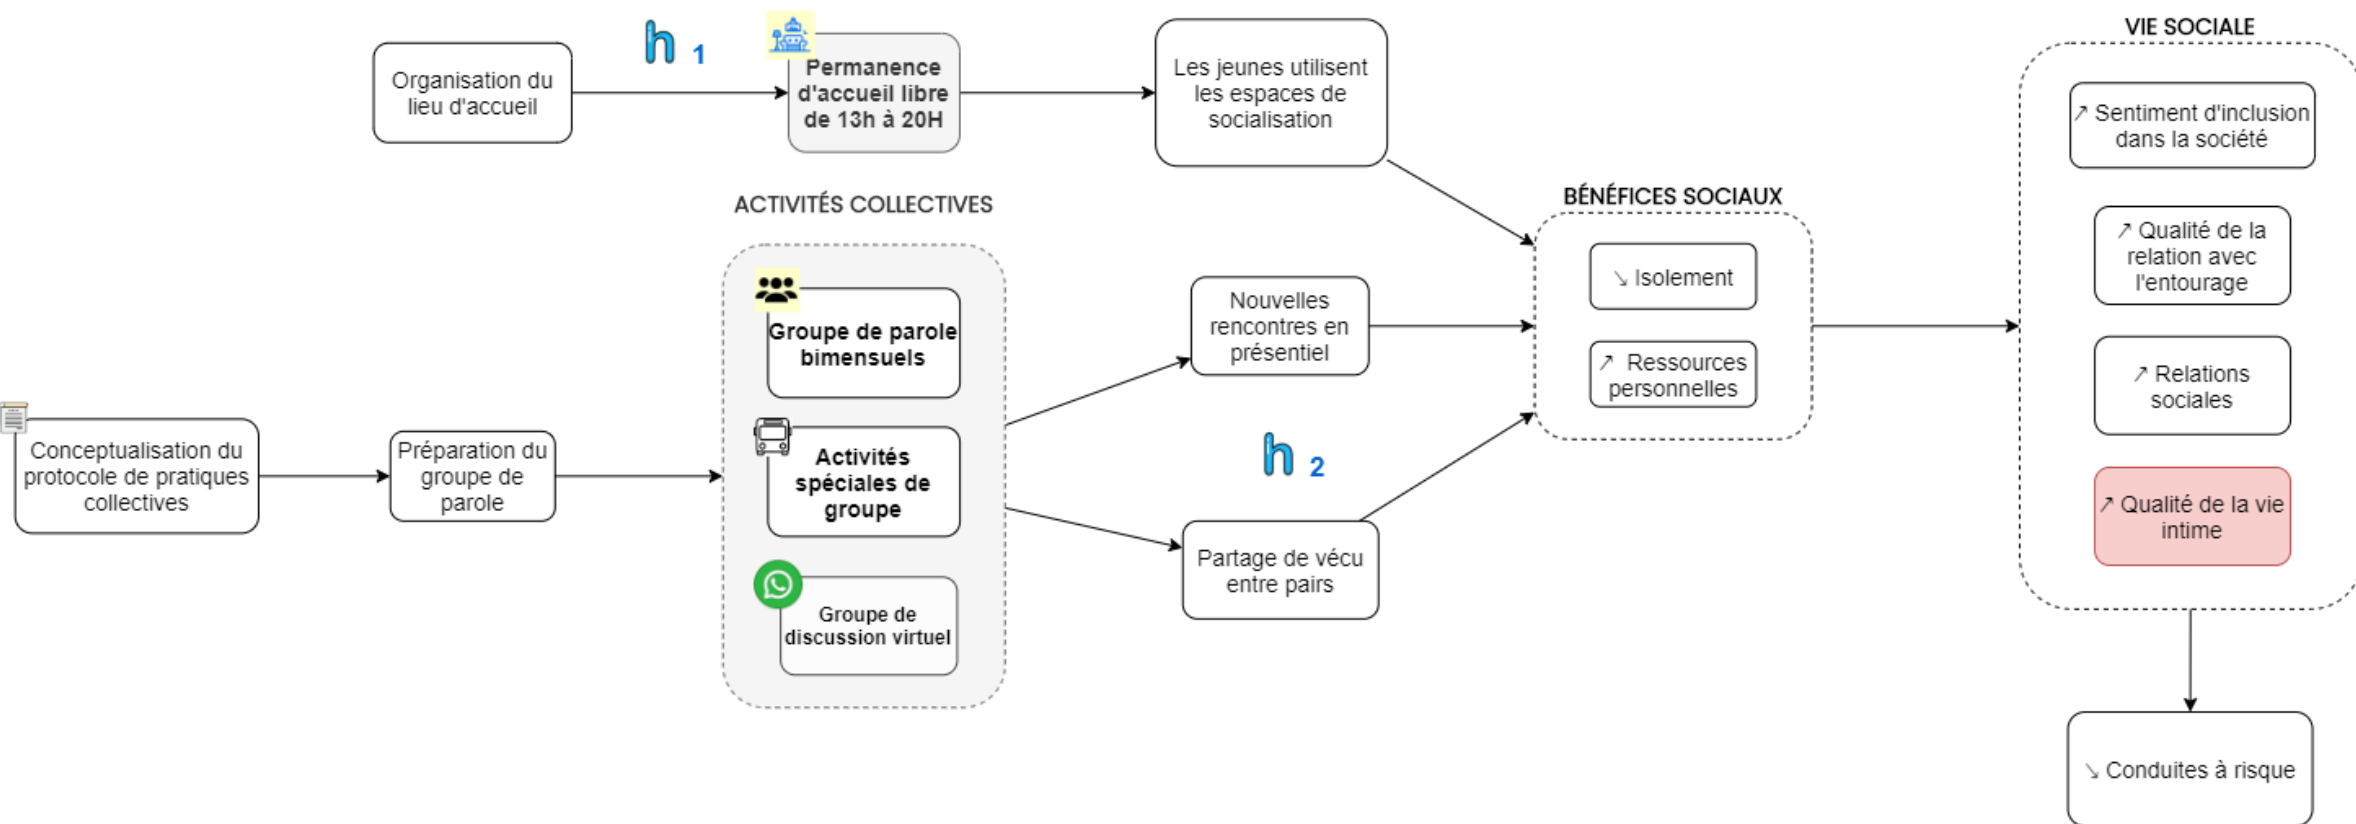 VIE SOCIALE
h 1
Organisation du
lieu d'accueil
Permanence
d'accueil libre
de 13h à 20H
Les jeunes utilisent
les espaces de
socialisation
↗ Sentiment d'inclusion
dans la société
ACTIVITÉS COLLECTIVES
BÉNÉFICES SOCIAUX
↗ Qualité de la
relation avec
l'entourage
↘ Isolement
Groupe de parole
bimensuels
Nouvelles
rencontres en
présentiel
↗ Ressources
personnelles
↗ Relations
sociales
Conceptualisation du
protocole de pratiques
collectives
Préparation du
groupe de
parole
Activités
spéciales de
groupe
h 2
↗ Qualité de la vie
intime
Partage de vécu
entre pairs
Groupe de
discussion virtuel
↘ Conduites à risque